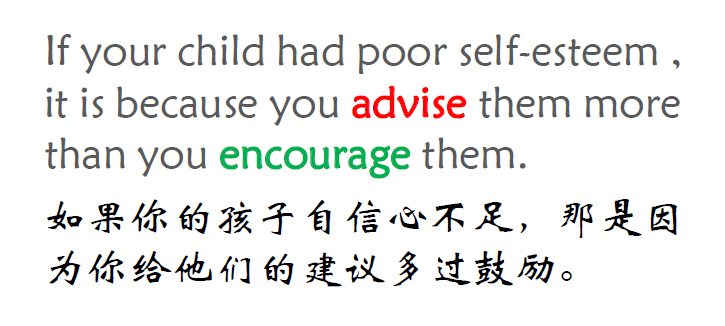 If your child had poor self-esteem ,
it is because you advise them more
than you encourage them.
如果你的孩子自信心不足，那是因
为你给他们的建议多过鼓励。